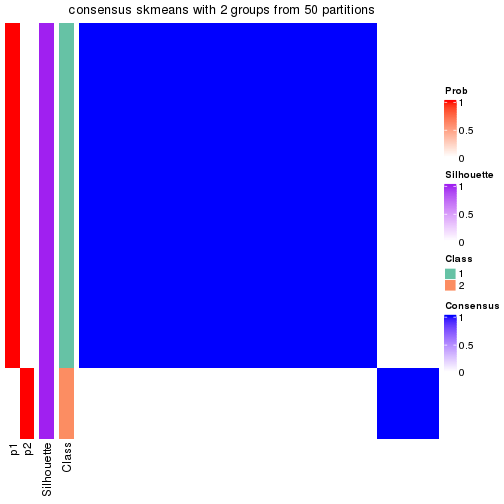 consensus skmeans with 2 groups from 50 partitions
Prob
1
0.5
0
Silhouette
1
0.5
0
Class
1
2
Consensus
1
0.5
0
p1
p2
Silhouette
Class